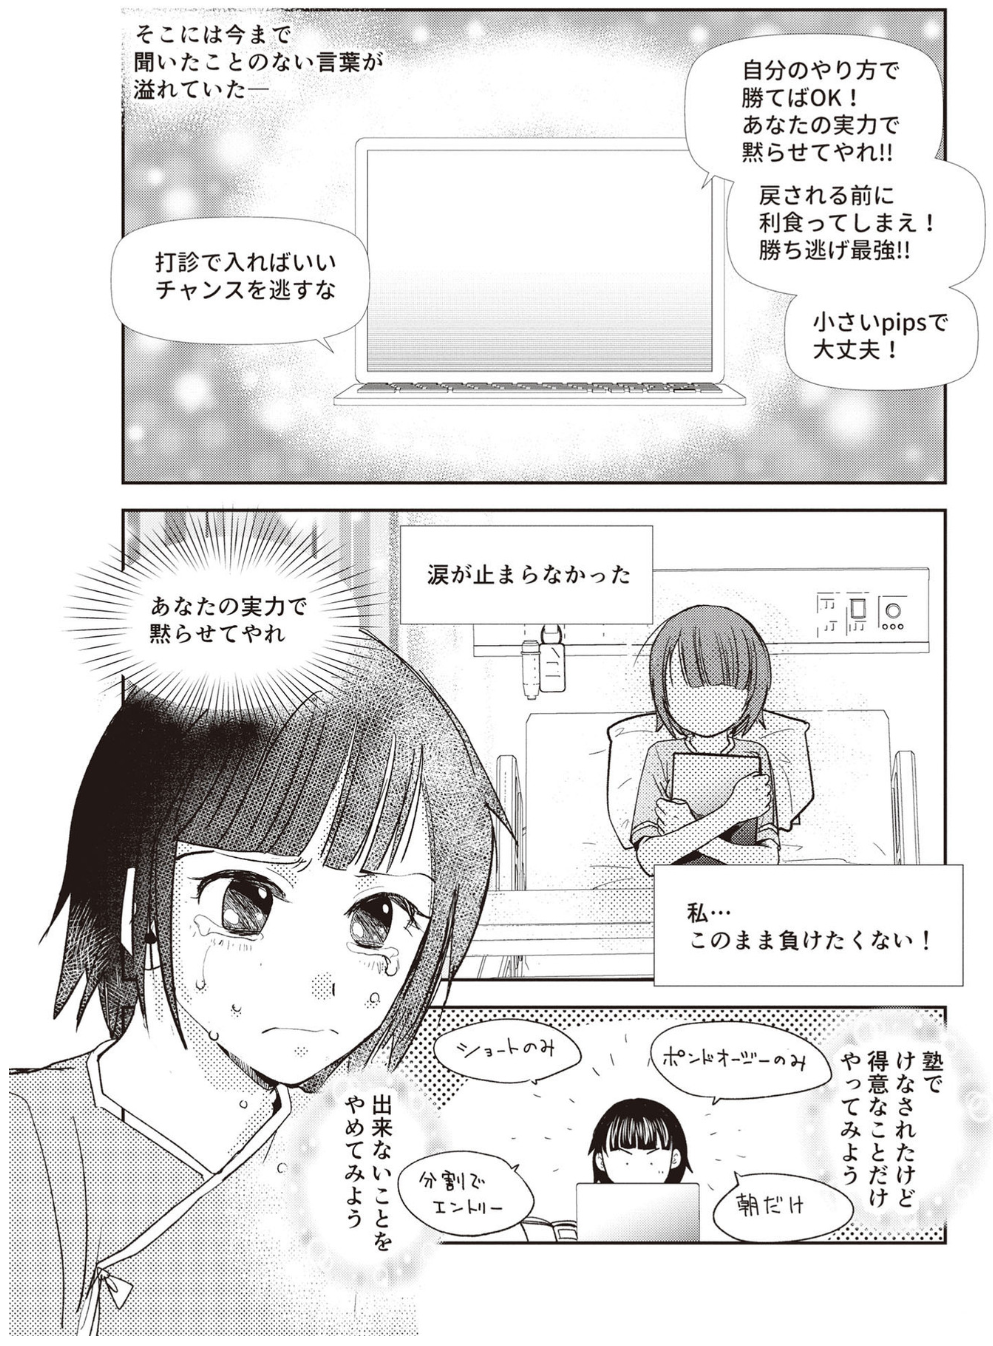 そこには今まで
聞いたことのない言葉が
溢れていた―
自分のやり方で
勝てばOK！
あなたの実力で
黙らせてやれ!!
戻される前に
利食ってしまえ！
勝ち逃げ最強!!
小さいpipsで
大丈夫！
打診で入ればいい
チャンスを逃すな
涙が止まらなかった
あなたの実力で
黙らせてやれ
私…
このまま負けたくない！
塾で
けなされたけど
得意なことだけ
やってみよう
ポンドオージーのみ
ショートのみ
朝だけ
分割で
エントリー
出来ないことを
やめてみよう